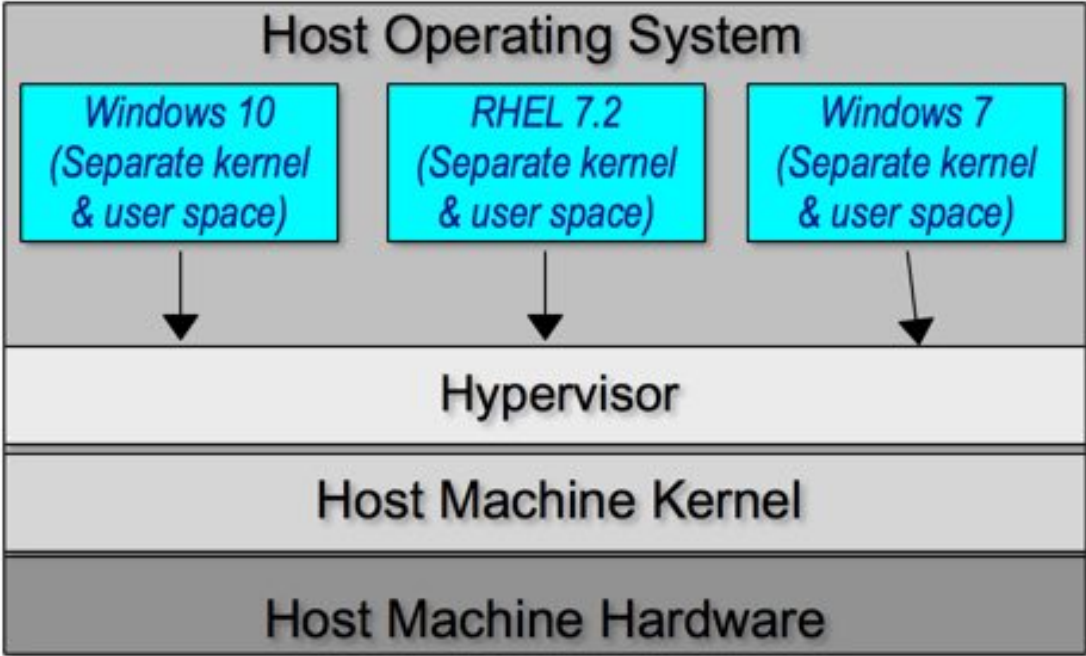 Host Operating System
Windows 10
(Separate kernel
& user space)
RHEL 7.2
(Separate kernel
& user space)
Windows 7
(Separate kernel
& user space)
Hypervisor
Host Machine Kernel
Host Machine Hardware